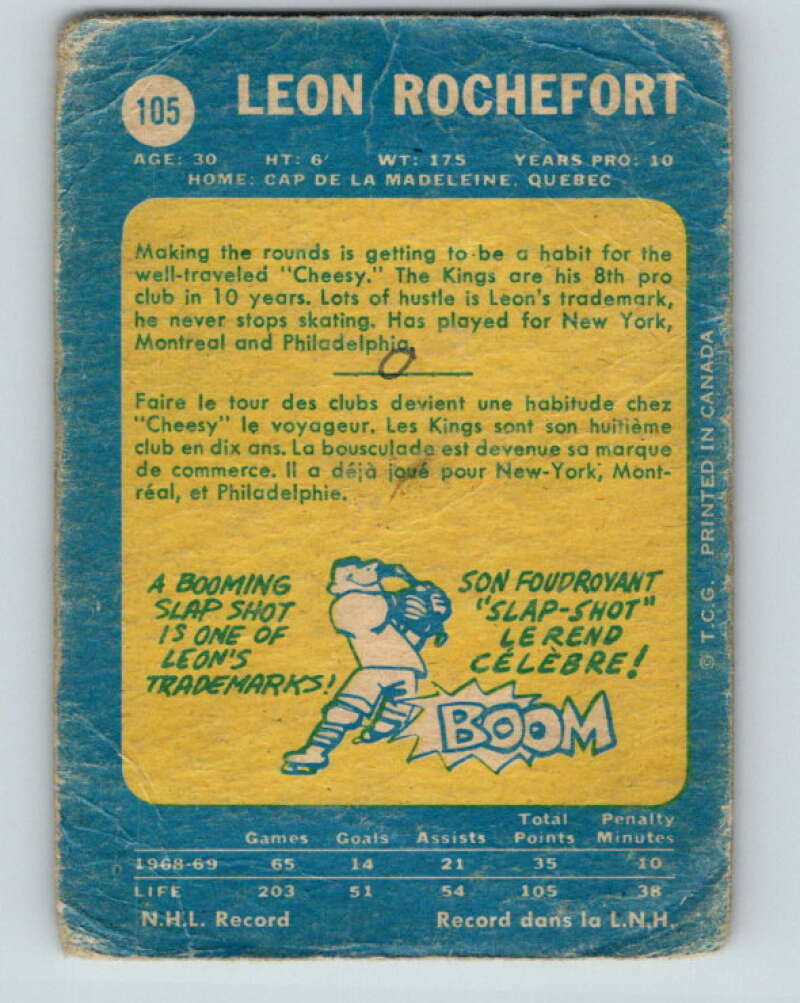 105
LEON ROCHEFORT
AGE: 30 HT: 6' WT: 175 YEARS PRO: 10
HOME: CAP DE LA MADELEINE, QUEBEC
Making the rounds is getting to be a habit for the
well-traveled "Cheesy." The Kings are his 8th pro
club in 10 years. Lots of hustle is Leon's trademark,
he never stops skating. Has played for New York,
Montreal and Philadelphia.
Faire le tour des clubs devient une habitude chez
"Cheesy" le voyageur. Les Kings sont son huitième
club en dix ans. La bousculade est devenue sa marque
de commerce. Il a déjà joué pour New-York, Mont-
réal, et Philadelphie.
A BOOMING
SLAP SHOT
IS ONE OF
LEON'S
TRADEMARKS!
SON FOUDROYANT
"SLAP-SHOT"
LE REND
CÉLÈBRE!
BOOM
© T.C.G. PRINTED IN CANADA
Total Penalty
Games Goals Assists Points Minutes
1968-69 65 14 21 35 10
LIFE 203 51 54 105 38
N.H.L. Record Record dans la L.N.H.